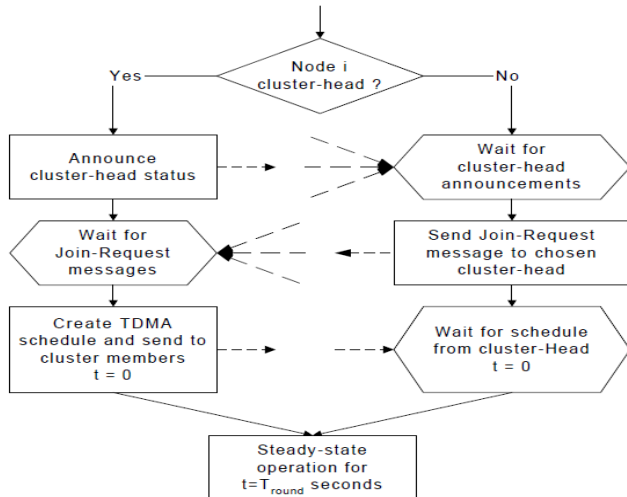 Node i
cluster-head ?
Yes
No
Announce
cluster-head status
Wait for
cluster-head
announcements
Wait for
Join-Request
messages
Send Join-Request
message to chosen
cluster-head
Create TDMA
schedule and send to
cluster members
t = 0
Wait for schedule
from cluster-Head
t = 0
Steady-state
operation for
t=T_round seconds